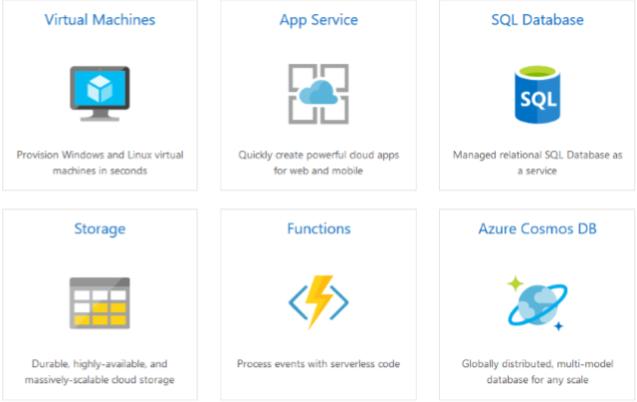 Virtual Machines
Provision Windows and Linux virtual
machines in seconds
App Service
Quickly create powerful cloud apps
for web and mobile
SQL Database
SQL
Managed relational SQL Database as
a service
Storage
Durable, highly-available, and
massively-scalable cloud storage
Functions
Process events with serverless code
Azure Cosmos DB
Globally distributed, multi-model
database for any scale